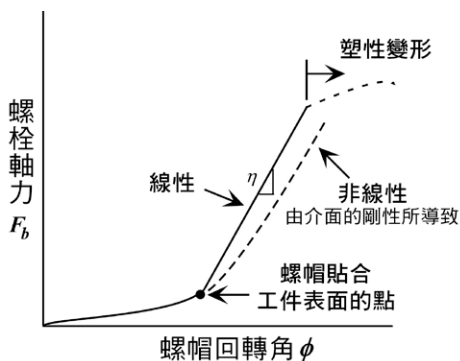 塑性變形
螺栓軸力 F_b
線性
η
非線性
由介面的剛性所導致
螺帽貼合
工件表面的點
螺帽回轉角 ϕ